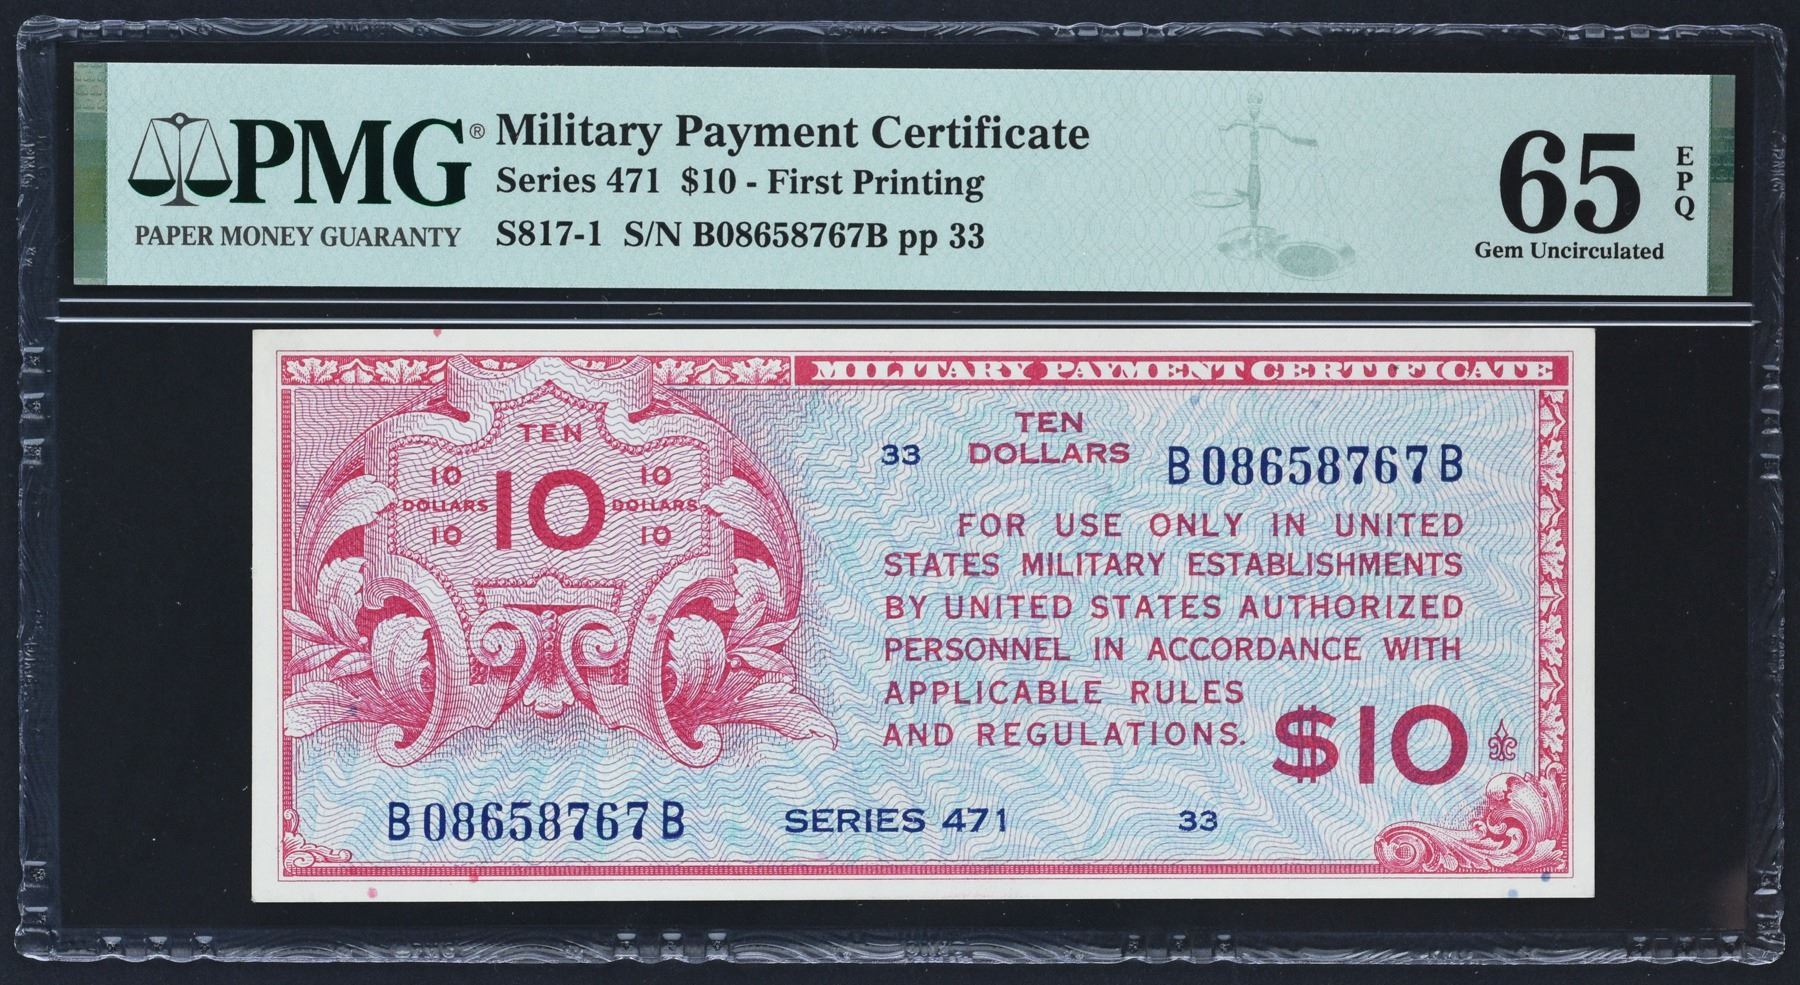 PMG®
PAPER MONEY GUARANTY
Military Payment Certificate
Series 471 $10 - First Printing
S817-1 S/N B08658767B pp 33
65 EPQ
Gem Uncirculated
MILITARY PAYMENT CERTIFICATE
TEN
10 10
DOLLARS 10 DOLLARS
10 10
33 TEN DOLLARS B08658767B
FOR USE ONLY IN UNITED
STATES MILITARY ESTABLISHMENTS
BY UNITED STATES AUTHORIZED
PERSONNEL IN ACCORDANCE WITH
APPLICABLE RULES
AND REGULATIONS.
$10
B08658767B SERIES 471 33